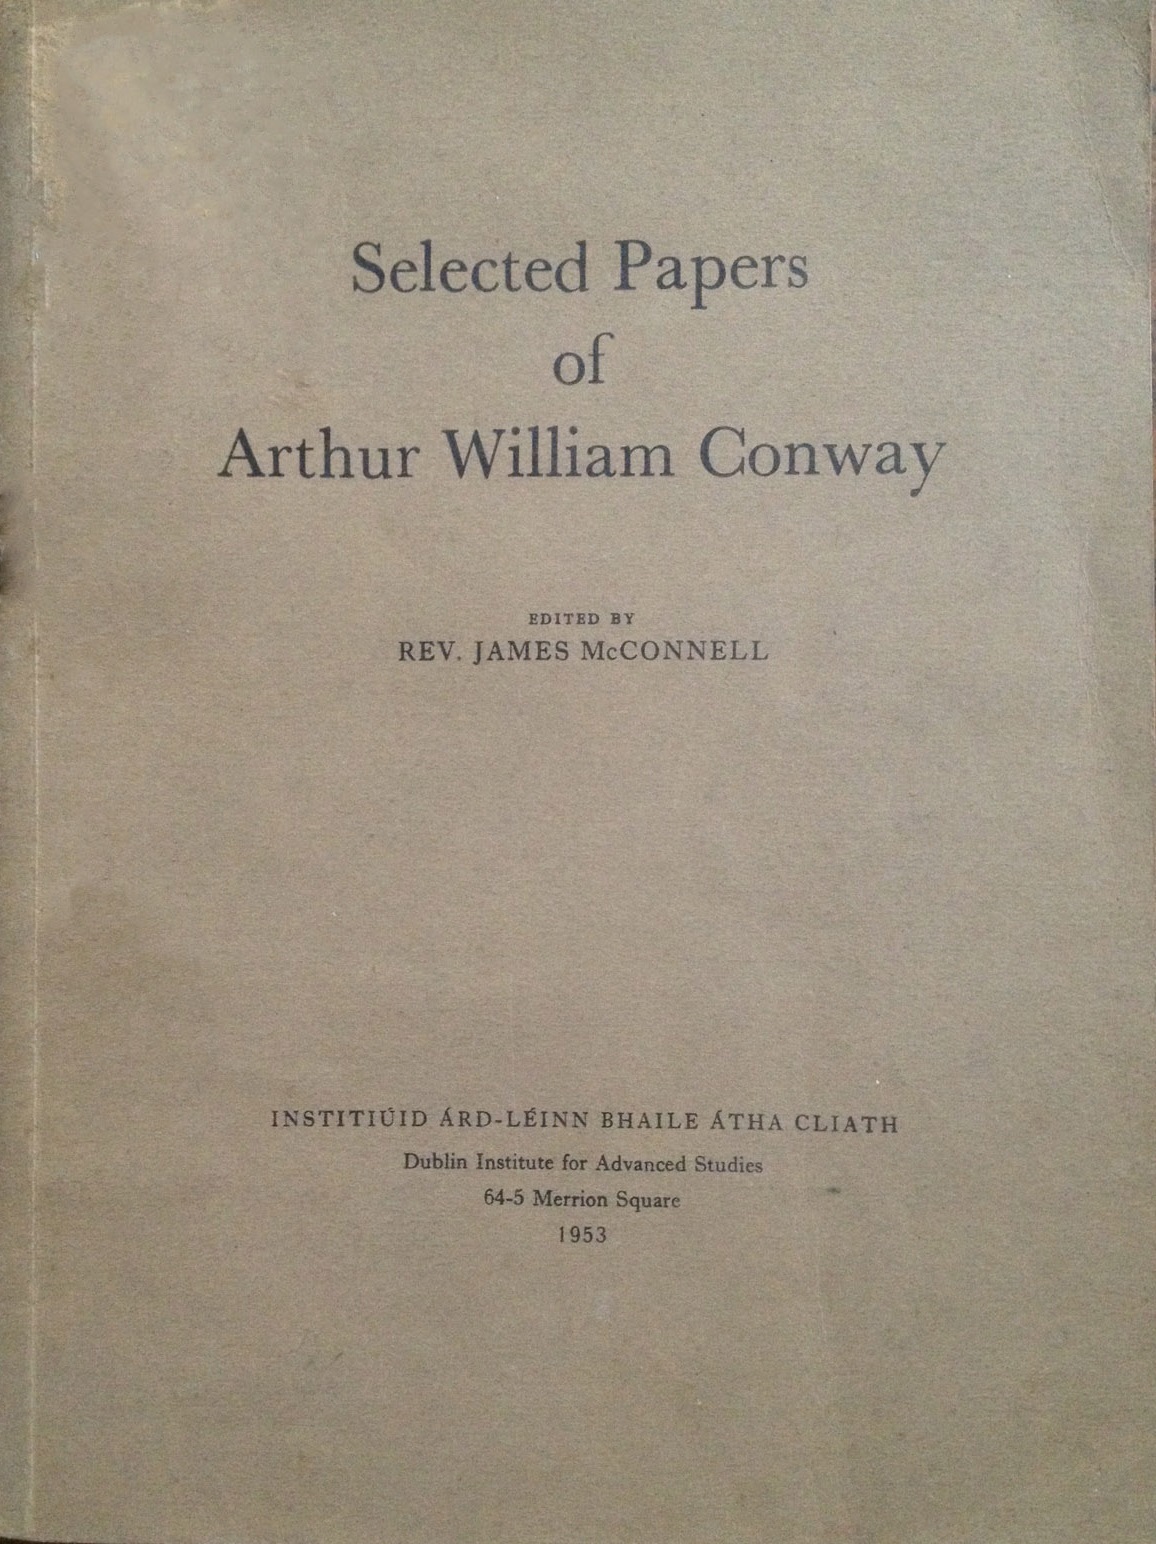 Selected Papers
of
Arthur William Conway
EDITED BY
REV. JAMES McCONNELL
INSTITIÚID ÁRD-LÉINN BHAILE ÁTHA CLIATH
Dublin Institute for Advanced Studies
64-5 Merrion Square
1953